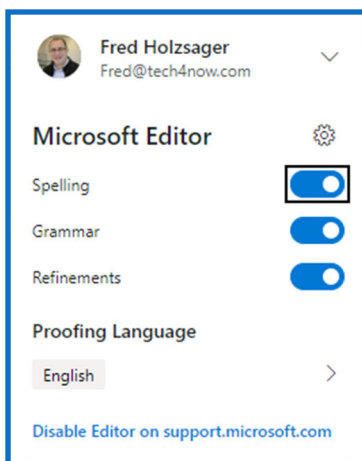 Fred Holzsager
Fred@tech4now.com
Microsoft Editor
Spelling
Grammar
Refinements
Proofing Language
English
Disable Editor on support.microsoft.com